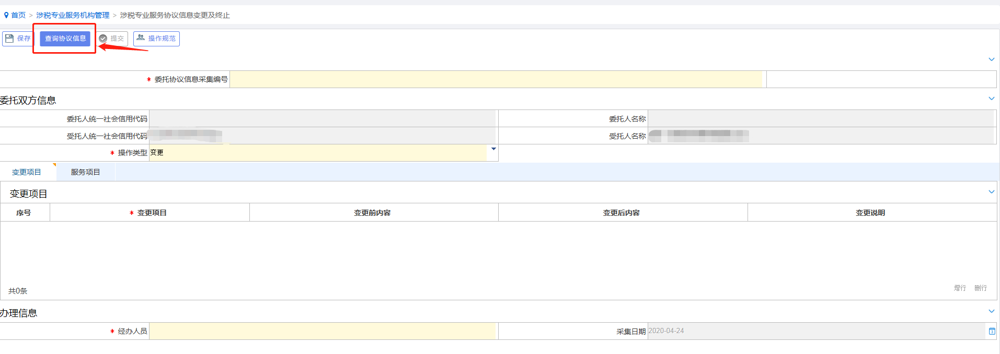 首页 > 涉税专业服务机构管理 > 涉税专业服务协议信息变更及终止
保存 查询协议信息 提交 操作规范
* 委托协议信息采集编号
委托双方信息
委托人统一社会信用代码 委托人名称
受托人统一社会信用代码 受托人名称
* 操作类型 变更
变更项目 服务项目
变更项目
序号 * 变更项目 变更前内容 变更后内容 变更说明
共0条 增行 删行
办理信息
* 经办人员 采集日期 2020-04-24